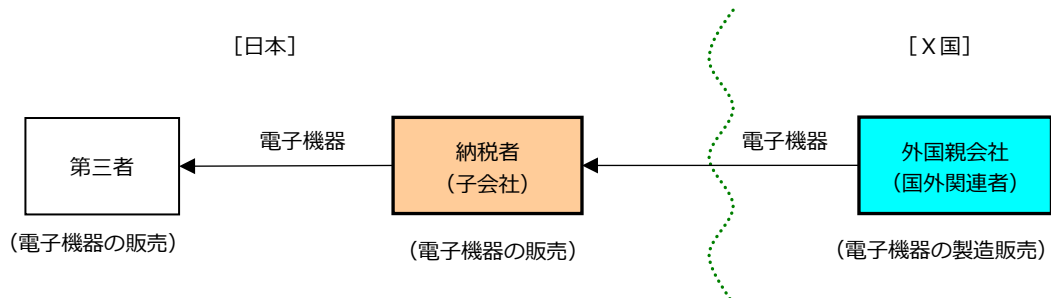 ［日本］
［Ｘ国］
電子機器
電子機器
第三者
納税者
（子会社）
外国親会社
（国外関連者）
（電子機器の販売）
（電子機器の販売）
（電子機器の製造販売）